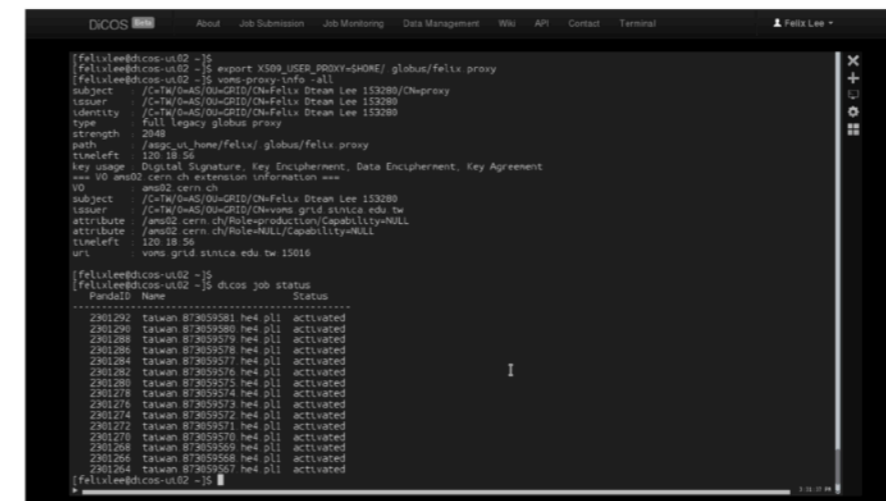 DiCOS Beta About Job Submission Job Monitoring Data Management Wiki API Contact Terminal Felix Lee
[felixlee@dicos-ui02 ~]$
[felixlee@dicos-ui02 ~]$ export X509_USER_PROXY=$HOME/.globus/felix.proxy
[felixlee@dicos-ui02 ~]$ voms-proxy-info -all
subject : /C=TW/O=AS/OU=GRID/CN=Felix Dteam Lee 153280/CN=proxy
issuer : /C=TW/O=AS/OU=GRID/CN=Felix Dteam Lee 153280
identity : /C=TW/O=AS/OU=GRID/CN=Felix Dteam Lee 153280
type : full legacy globus proxy
strength : 2048
path : /asgc_ui_home/felix/.globus/felix.proxy
timeleft : 120:18:56
key usage : Digital Signature, Key Encipherment, Data Encipherment, Key Agreement
=== VO ams02.cern.ch extension information ===
VO : ams02.cern.ch
subject : /C=TW/O=AS/OU=GRID/CN=Felix Dteam Lee 153280
issuer : /C=TW/O=AS/OU=GRID/CN=voms.grid.sinica.edu.tw
attribute : /ams02.cern.ch/Role=production/Capability=NULL
attribute : /ams02.cern.ch/Role=NULL/Capability=NULL
timeleft : 120:18:56
uri : voms.grid.sinica.edu.tw:15016
[felixlee@dicos-ui02 ~]$
[felixlee@dicos-ui02 ~]$ dicos job status
PandaID Name Status
----------------------------------------------
2301292 taiwan.873059581.he4.pl1 activated
2301290 taiwan.873059580.he4.pl1 activated
2301288 taiwan.873059579.he4.pl1 activated
2301286 taiwan.873059578.he4.pl1 activated
2301284 taiwan.873059577.he4.pl1 activated
2301282 taiwan.873059576.he4.pl1 activated
2301280 taiwan.873059575.he4.pl1 activated
2301278 taiwan.873059574.he4.pl1 activated
2301276 taiwan.873059573.he4.pl1 activated
2301274 taiwan.873059572.he4.pl1 activated
2301272 taiwan.873059571.he4.pl1 activated
2301270 taiwan.873059570.he4.pl1 activated
2301268 taiwan.873059569.he4.pl1 activated
2301266 taiwan.873059568.he4.pl1 activated
2301264 taiwan.873059567.he4.pl1 activated
[felixlee@dicos-ui02 ~]$